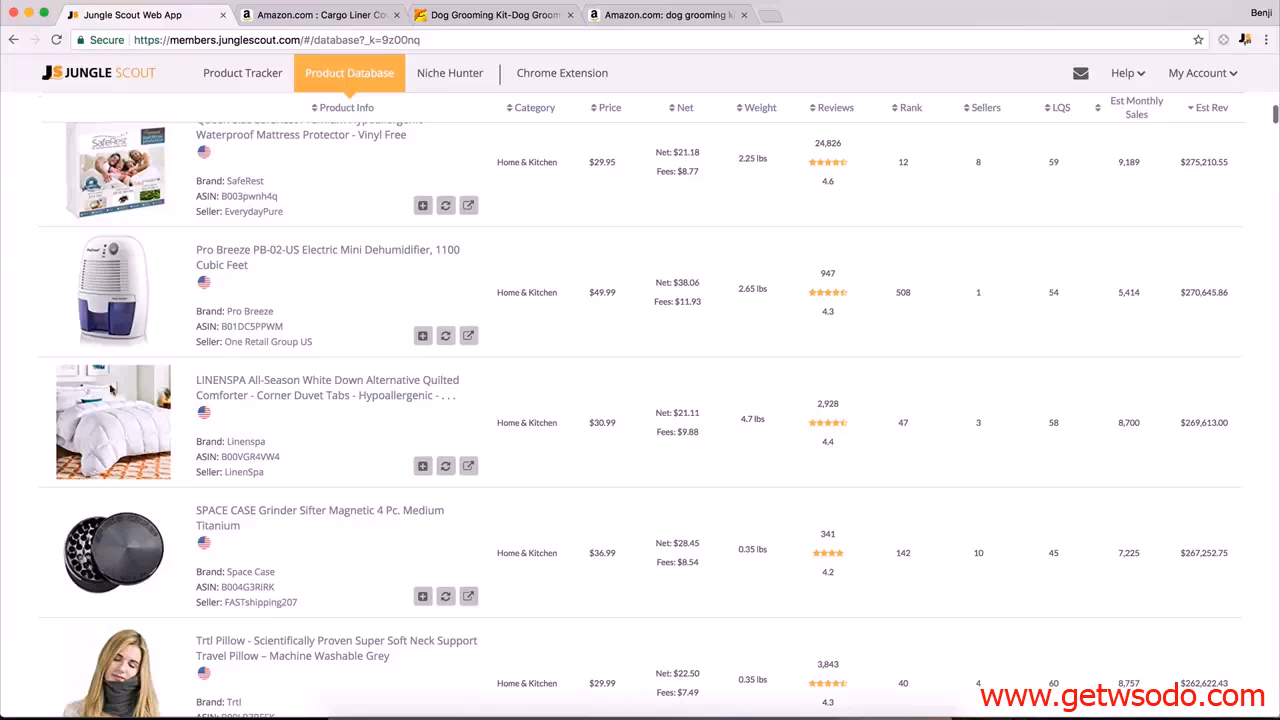 Jungle Scout Web App
Amazon.com : Cargo Liner Cov
Dog Grooming Kit-Dog Groom
Amazon.com: dog grooming k
Benji
Secure
https://members.junglescout.com/#/database?_k=9z00nq
JS JUNGLE SCOUT
Product Tracker
Product Database
Niche Hunter
Chrome Extension
Help
My Account
Product Info
Category
Price
Net
Weight
Reviews
Rank
Sellers
LQS
Est Monthly
Sales
Est Rev
Waterproof Mattress Protector - Vinyl Free
Brand: SafeRest
ASIN: B003pwnh4q
Seller: EverydayPure
Home & Kitchen
$29.95
Net: $21.18
Fees: $8.77
2.25 lbs
24,826
4.6
12
8
59
9,189
$275,210.55
Pro Breeze PB-02-US Electric Mini Dehumidifier, 1100
Cubic Feet
Brand: Pro Breeze
ASIN: B01DC5PPWM
Seller: One Retail Group US
Home & Kitchen
$49.99
Net: $38.06
Fees: $11.93
2.65 lbs
947
4.3
508
1
54
5,414
$270,645.86
LINENSPA All-Season White Down Alternative Quilted
Comforter - Corner Duvet Tabs - Hypoallergenic - . . .
Brand: Linenspa
ASIN: B00VGR4VW4
Seller: LinenSpa
Home & Kitchen
$30.99
Net: $21.11
Fees: $9.88
4.7 lbs
2,928
4.4
47
3
58
8,700
$269,613.00
SPACE CASE Grinder Sifter Magnetic 4 Pc. Medium
Titanium
Brand: Space Case
ASIN: B004G3RIRK
Seller: FASTshipping207
Home & Kitchen
$36.99
Net: $28.45
Fees: $8.54
0.35 lbs
341
4.2
142
10
45
7,225
$267,252.75
Trtl Pillow - Scientifically Proven Super Soft Neck Support
Travel Pillow – Machine Washable Grey
Brand: Trtl
Home & Kitchen
$29.99
Net: $22.50
Fees: $7.49
0.35 lbs
3,843
4.3
40
4
60
8,757
$262,622.43
www.getwsodo.com